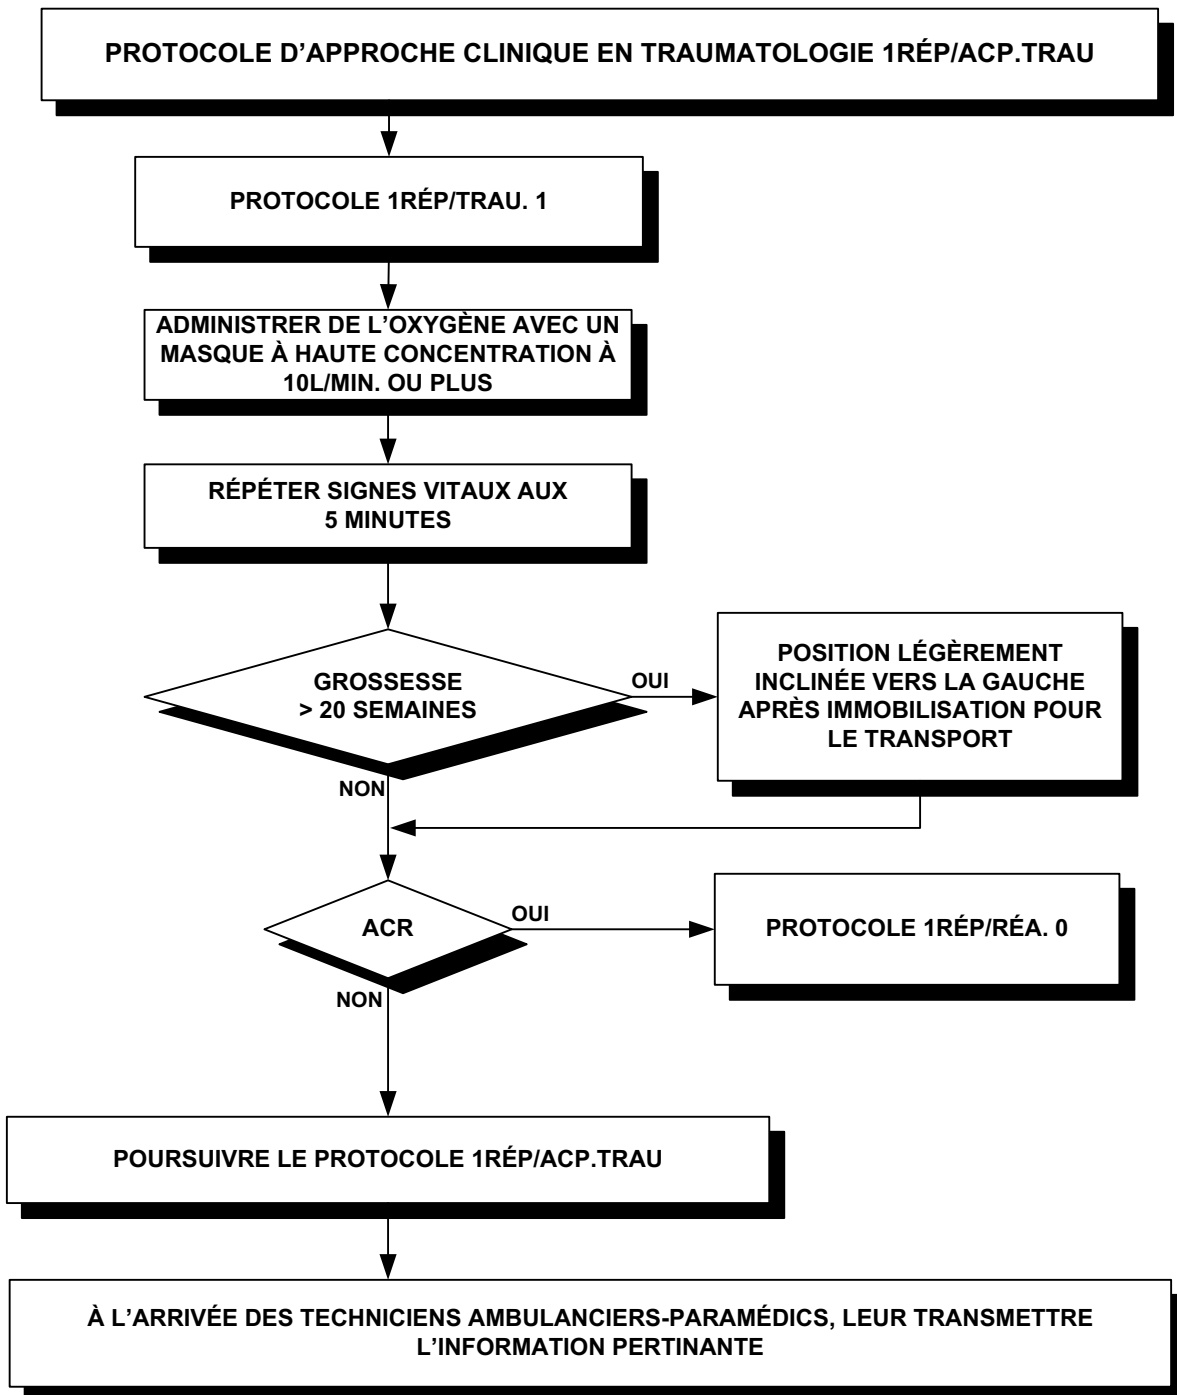 PROTOCOLE D'APPROCHE CLINIQUE EN TRAUMATOLOGIE 1RÉP/ACP.TRAU
PROTOCOLE 1RÉP/TRAU. 1
ADMINISTRER DE L'OXYGÈNE AVEC UN
MASQUE À HAUTE CONCENTRATION À
10L/MIN. OU PLUS
RÉPÉTER SIGNES VITAUX AUX
5 MINUTES
GROSSESSE
> 20 SEMAINES
OUI
POSITION LÉGÈREMENT
INCLINÉE VERS LA GAUCHE
APRÈS IMMOBILISATION POUR
LE TRANSPORT
NON
ACR
OUI
PROTOCOLE 1RÉP/RÉA. 0
NON
POURSUIVRE LE PROTOCOLE 1RÉP/ACP.TRAU
À L'ARRIVÉE DES TECHNICIENS AMBULANCIERS-PARAMÉDICS, LEUR TRANSMETTRE
L'INFORMATION PERTINANTE